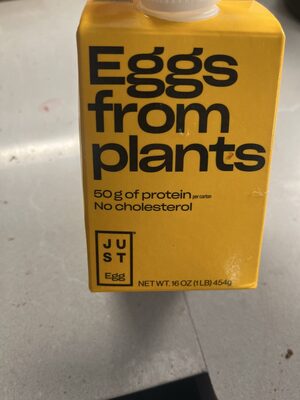 Eggs
from
plants
50 g of protein per carton
No cholesterol
JU
ST
Egg
NET WT. 16 OZ (1 LB) 454g